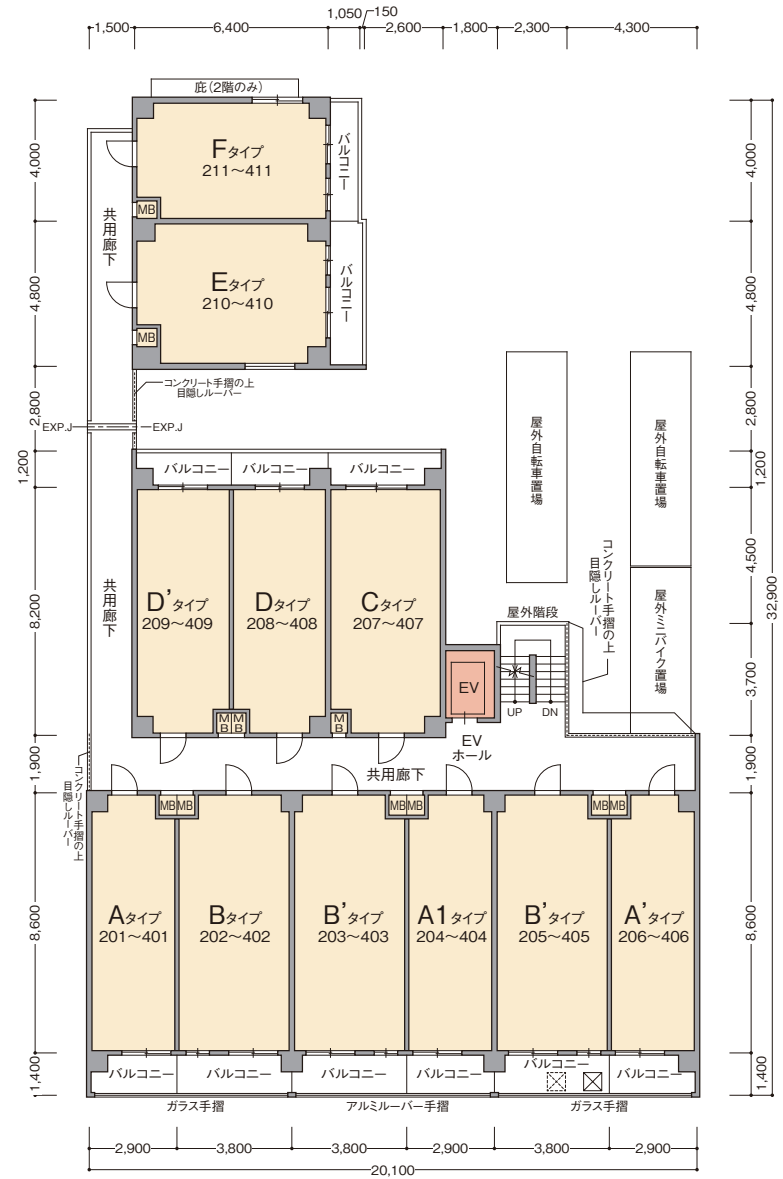 1,050 150
1,500 6,400 2,600 1,800 2,300 4,300
庇(2階のみ)
4,000
Fタイプ
211〜411
バルコニー
4,000
MB
共用廊下
4,800
Eタイプ
210〜410
バルコニー
4,800
MB
コンクリート手摺の上
目隠しルーバー
2,800
2,800
EXP.J
EXP.J
1,200
バルコニー
バルコニー
バルコニー
1,200
屋外自転車置場
屋外自転車置場
4,500
コンクリート手摺の上
目隠しルーバー
共用廊下
8,200
D'タイプ
209〜409
Dタイプ
208〜408
Cタイプ
207〜407
屋外階段
屋外ミニバイク置場
32,900
3,700
EV
UP
DN
MB
MB
MB
EV
ホール
1,900
共用廊下
1,900
コンクリート手摺の上
目隠しルーバー
MB MB
MB MB
MB MB
8,600
Aタイプ
201〜401
Bタイプ
202〜402
B'タイプ
203〜403
A1タイプ
204〜404
B'タイプ
205〜405
A'タイプ
206〜406
8,600
1,400
バルコニー
バルコニー
バルコニー
バルコニー
バルコニー
バルコニー
1,400
ガラス手摺
アルミルーバー手摺
ガラス手摺
2,900 3,800 3,800 2,900 3,800 2,900
20,100